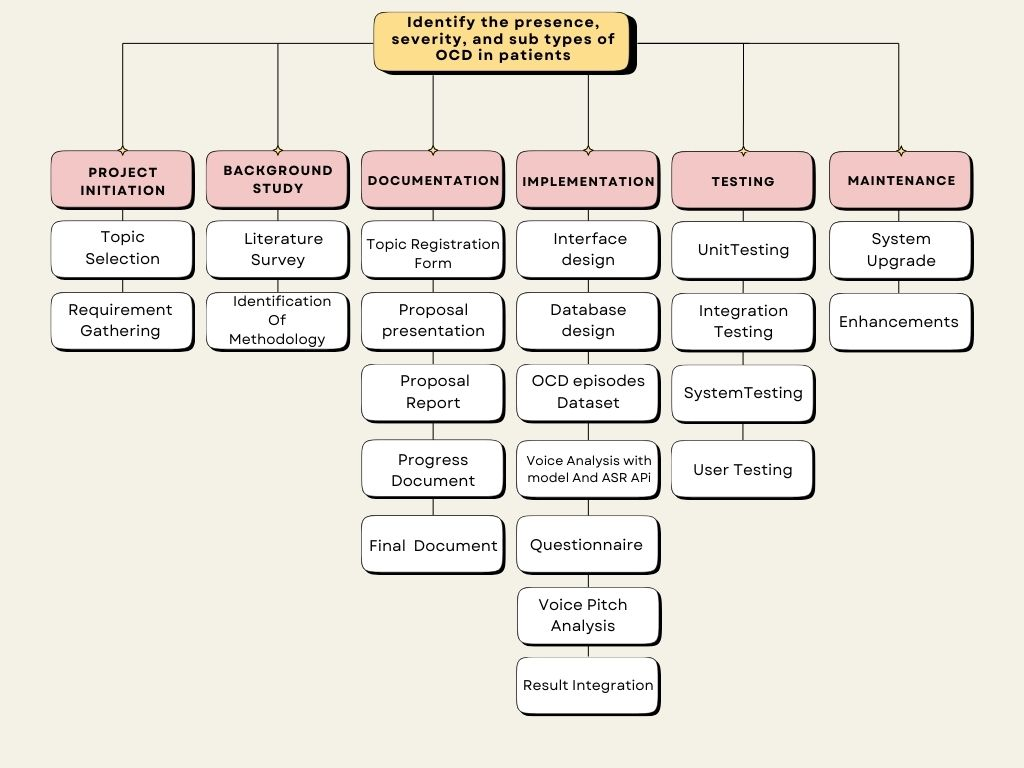 Identify the presence,
severity, and sub types of
OCD in patients
PROJECT
INITIATION
Topic
Selection
Requirement
Gathering
BACKGROUND
STUDY
Literature
Survey
Identification
Of
Methodology
DOCUMENTATION
Topic Registration
Form
Proposal
presentation
Proposal
Report
Progress
Document
Final Document
IMPLEMENTATION
Interface
design
Database
design
OCD episodes
Dataset
Voice Analysis with
model And ASR APi
Questionnaire
Voice Pitch
Analysis
Result Integration
TESTING
UnitTesting
Integration
Testing
SystemTesting
User Testing
MAINTENANCE
System
Upgrade
Enhancements